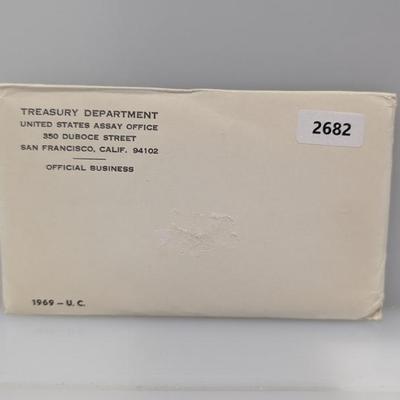 TREASURY DEPARTMENT
UNITED STATES ASSAY OFFICE
350 DUBOCE STREET
SAN FRANCISCO, CALIF. 94102
OFFICIAL BUSINESS
2682
1969 – U. C.